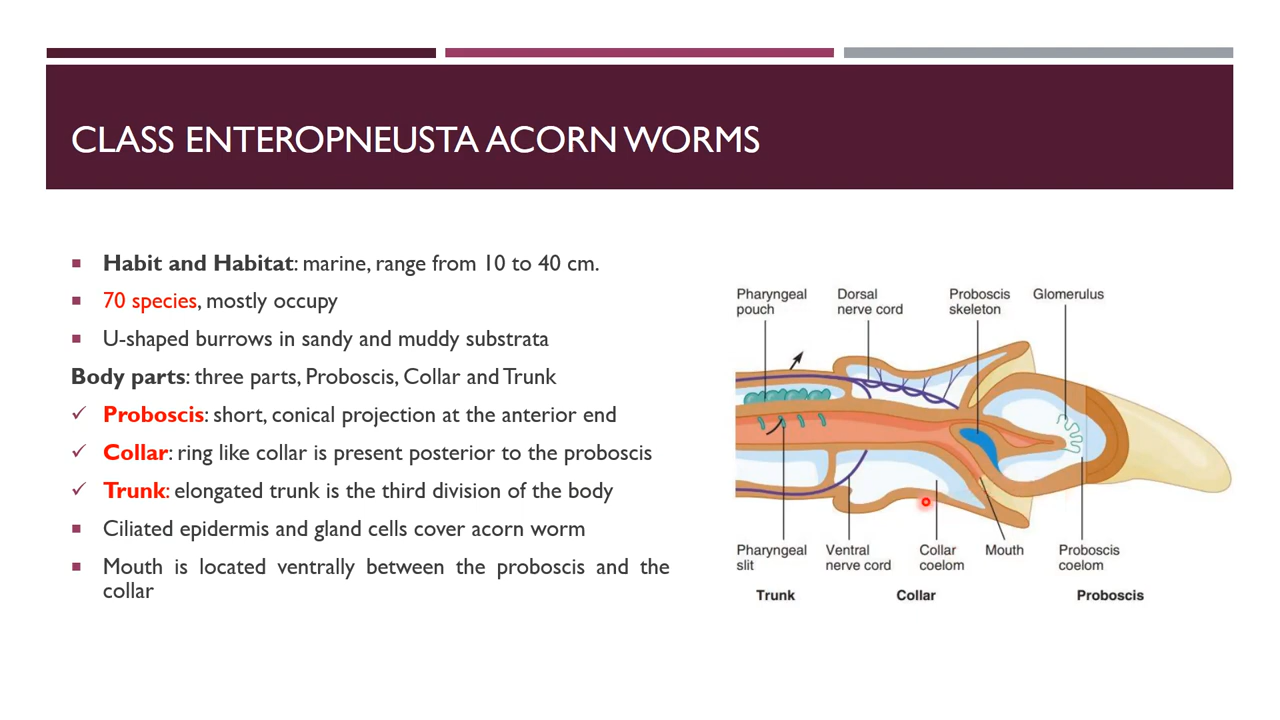 CLASS ENTEROPNEUSTA ACORN WORMS
Habit and Habitat: marine, range from 10 to 40 cm.
70 species, mostly occupy
U-shaped burrows in sandy and muddy substrata
Body parts: three parts, Proboscis, Collar and Trunk
Proboscis: short, conical projection at the anterior end
Collar: ring like collar is present posterior to the proboscis
Trunk: elongated trunk is the third division of the body
Ciliated epidermis and gland cells cover acorn worm
Mouth is located ventrally between the proboscis and the
collar
Pharyngeal
pouch
Dorsal
nerve cord
Proboscis
skeleton
Glomerulus
Pharyngeal
slit
Ventral
nerve cord
Collar
coelom
Mouth
Proboscis
coelom
Trunk
Collar
Proboscis